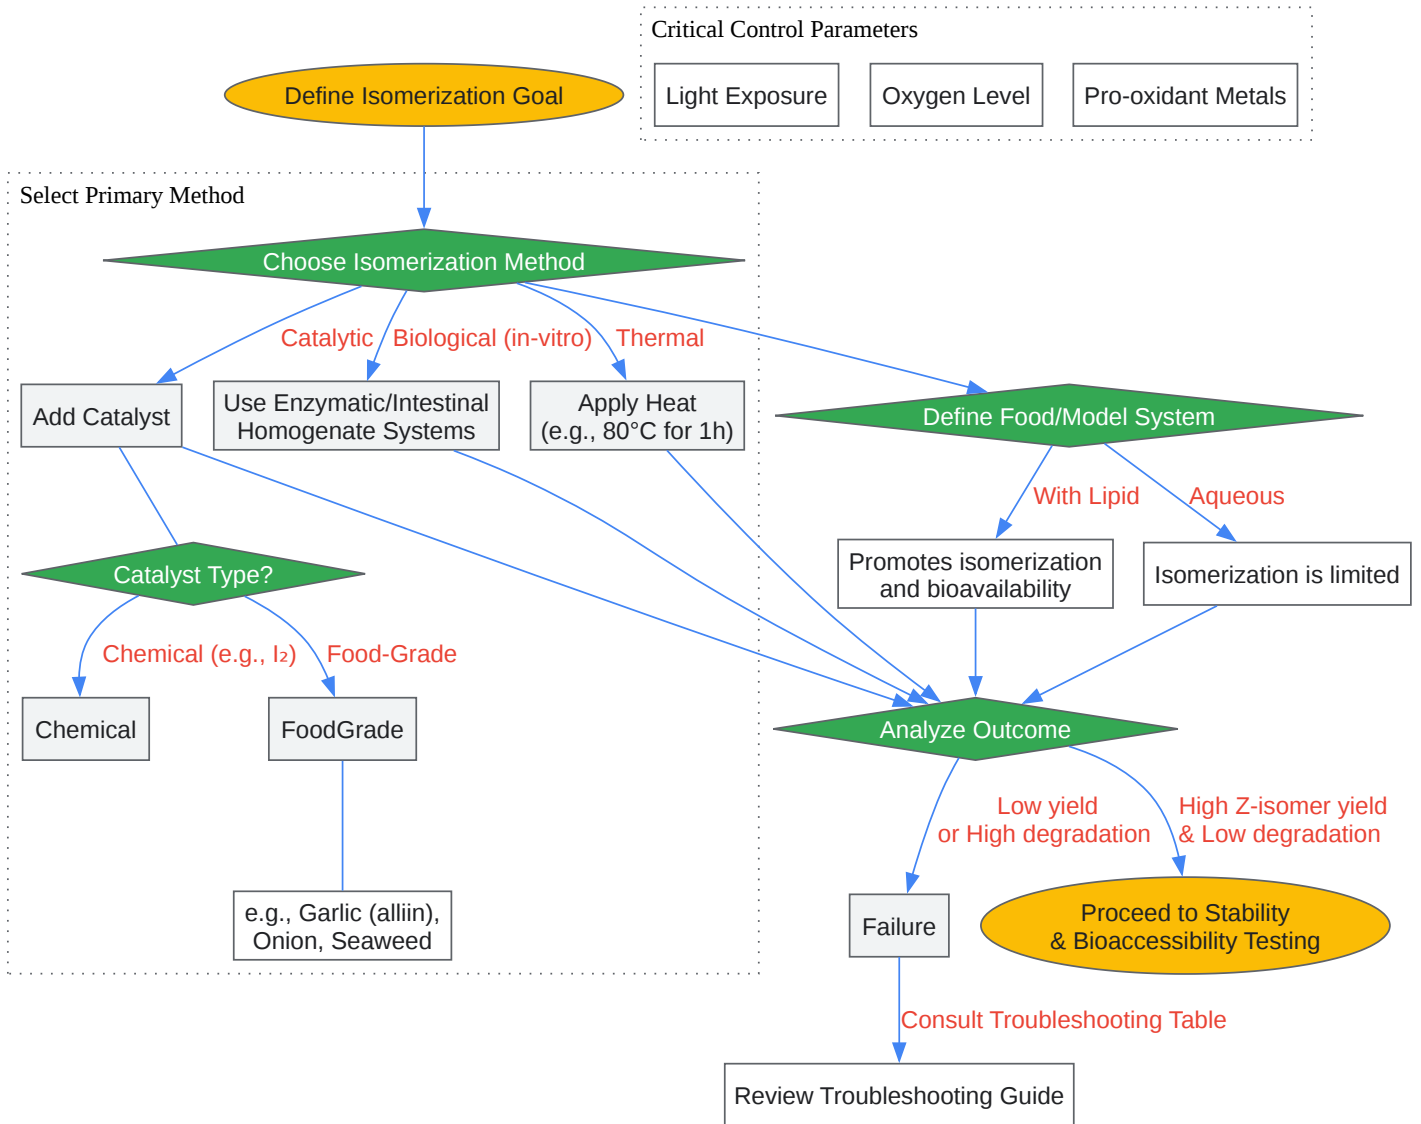 Critical Control Parameters
Light Exposure
Oxygen Level
Pro-oxidant Metals
Define Isomerization Goal
Select Primary Method
Choose Isomerization Method
Catalytic
Biological (in-vitro)
Thermal
Add Catalyst
Use Enzymatic/Intestinal
Homogenate Systems
Apply Heat
(e.g., 80°C for 1h)
Define Food/Model System
With Lipid
Aqueous
Catalyst Type?
Promotes isomerization
and bioavailability
Isomerization is limited
Chemical (e.g., I₂)
Food-Grade
Chemical
FoodGrade
Analyze Outcome
Low yield
or High degradation
High Z-isomer yield
& Low degradation
e.g., Garlic (alliin),
Onion, Seaweed
Failure
Proceed to Stability
& Bioaccessibility Testing
Consult Troubleshooting Table
Review Troubleshooting Guide